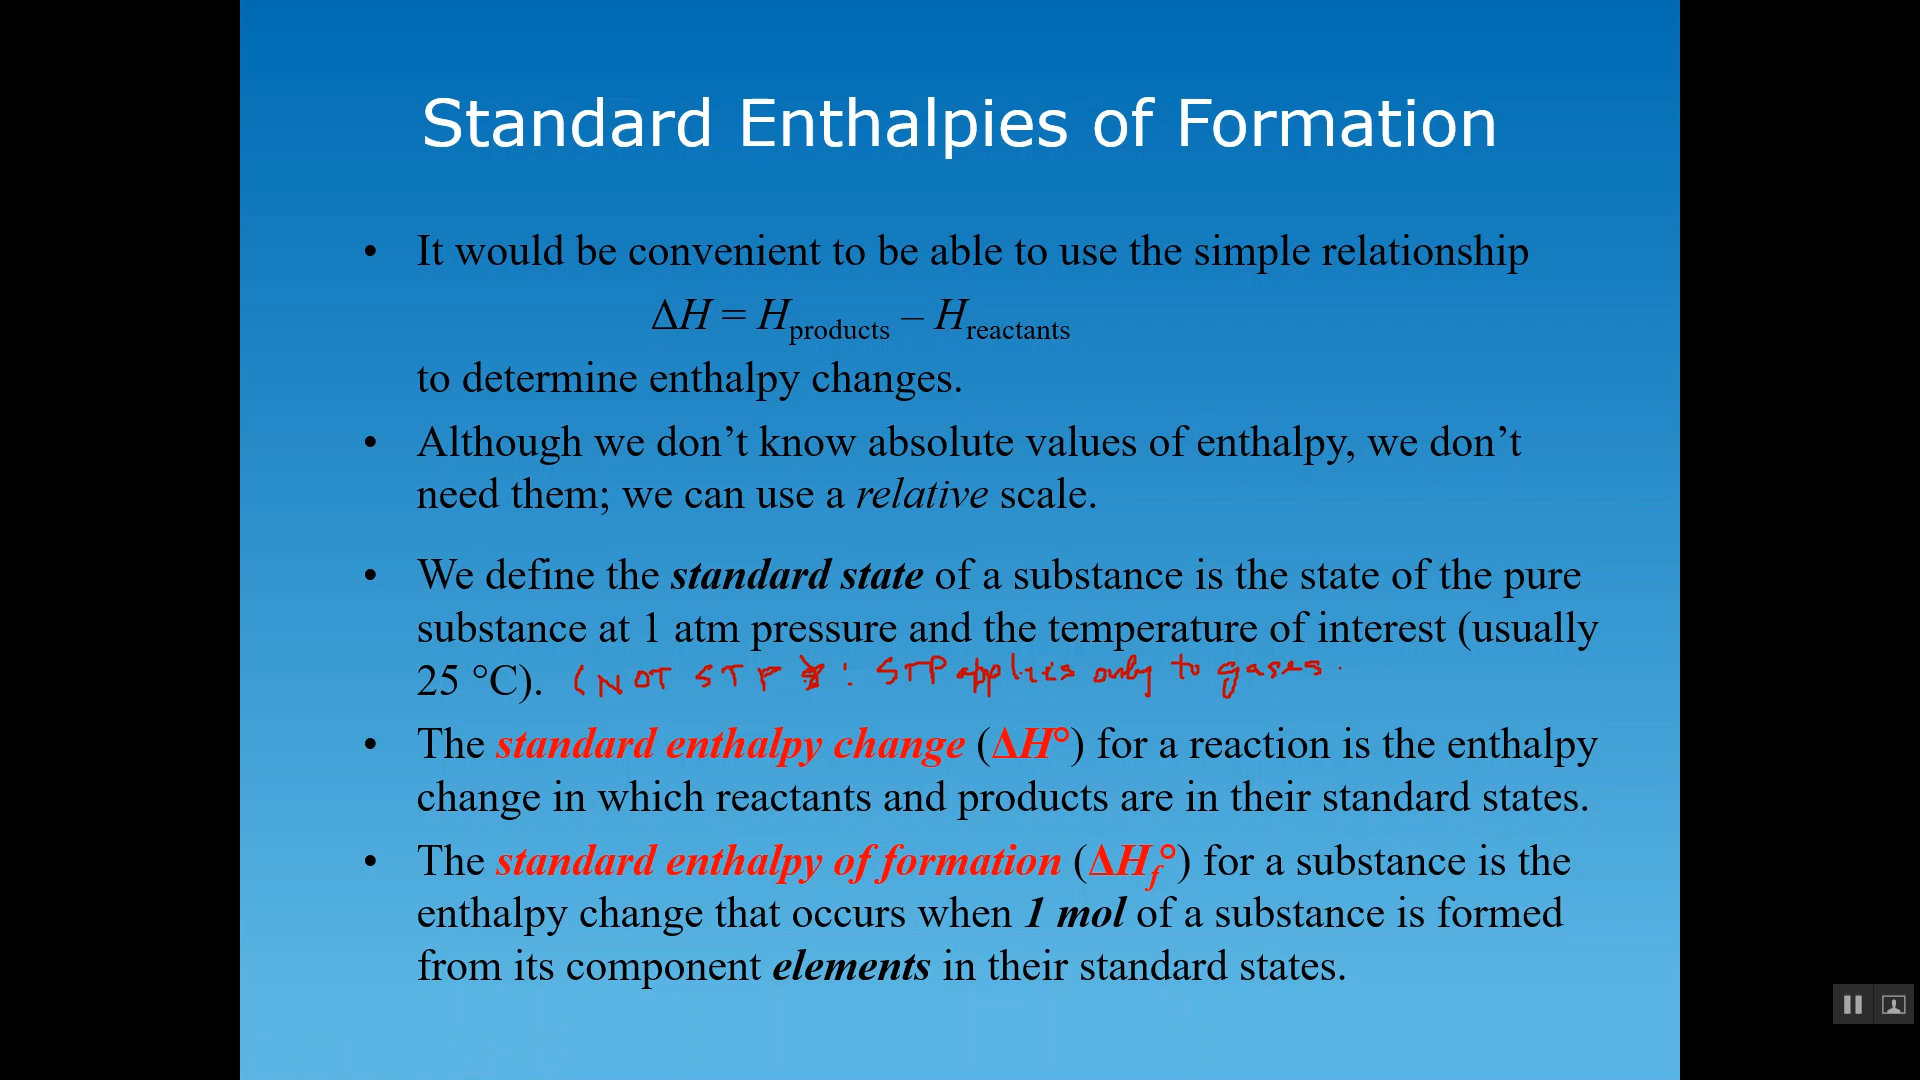 Standard Enthalpies of Formation
• It would be convenient to be able to use the simple relationship
ΔH = Hproducts – Hreactants
to determine enthalpy changes.
• Although we don’t know absolute values of enthalpy, we don’t
need them; we can use a relative scale.
• We define the standard state of a substance is the state of the pure
substance at 1 atm pressure and the temperature of interest (usually
25 °C). (NOT STP : STP applies only to gases.
• The standard enthalpy change (ΔH°) for a reaction is the enthalpy
change in which reactants and products are in their standard states.
• The standard enthalpy of formation (ΔHf°) for a substance is the
enthalpy change that occurs when 1 mol of a substance is formed
from its component elements in their standard states.